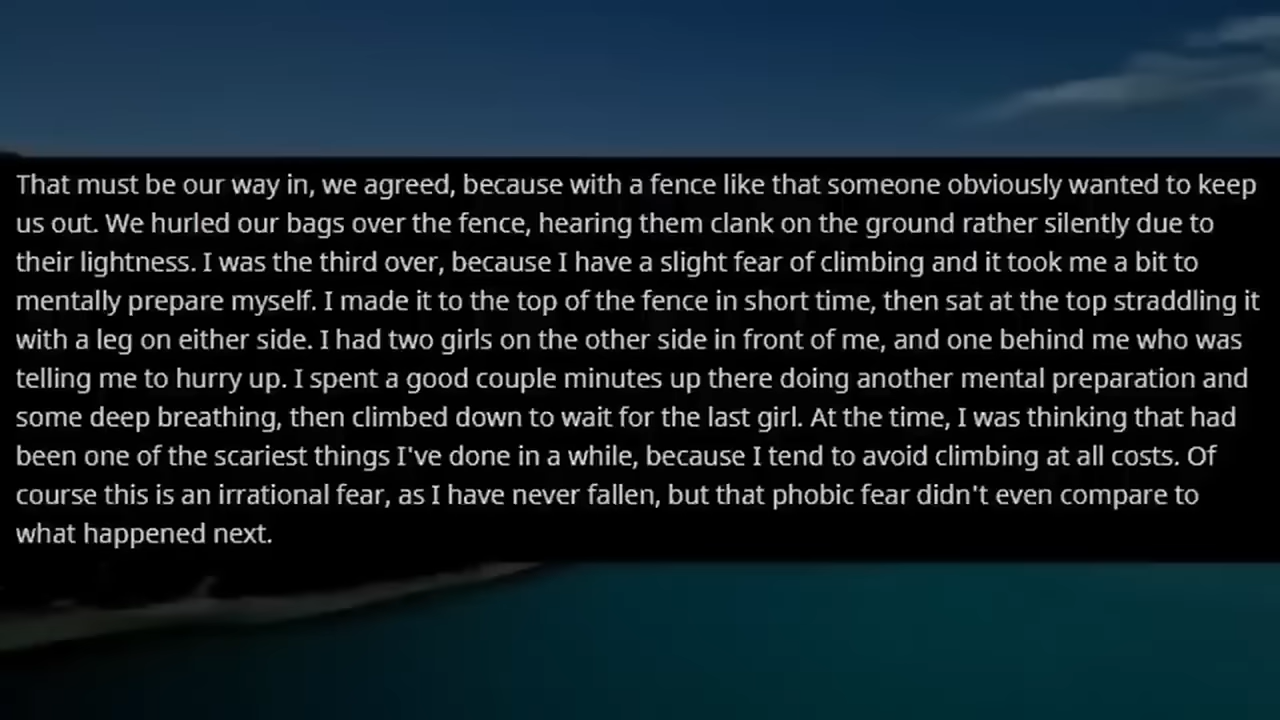 That must be our way in, we agreed, because with a fence like that someone obviously wanted to keep
us out. We hurled our bags over the fence, hearing them clank on the ground rather silently due to
their lightness. I was the third over, because I have a slight fear of climbing and it took me a bit to
mentally prepare myself. I made it to the top of the fence in short time, then sat at the top straddling it
with a leg on either side. I had two girls on the other side in front of me, and one behind me who was
telling me to hurry up. I spent a good couple minutes up there doing another mental preparation and
some deep breathing, then climbed down to wait for the last girl. At the time, I was thinking that had
been one of the scariest things I've done in a while, because I tend to avoid climbing at all costs. Of
course this is an irrational fear, as I have never fallen, but that phobic fear didn't even compare to
what happened next.